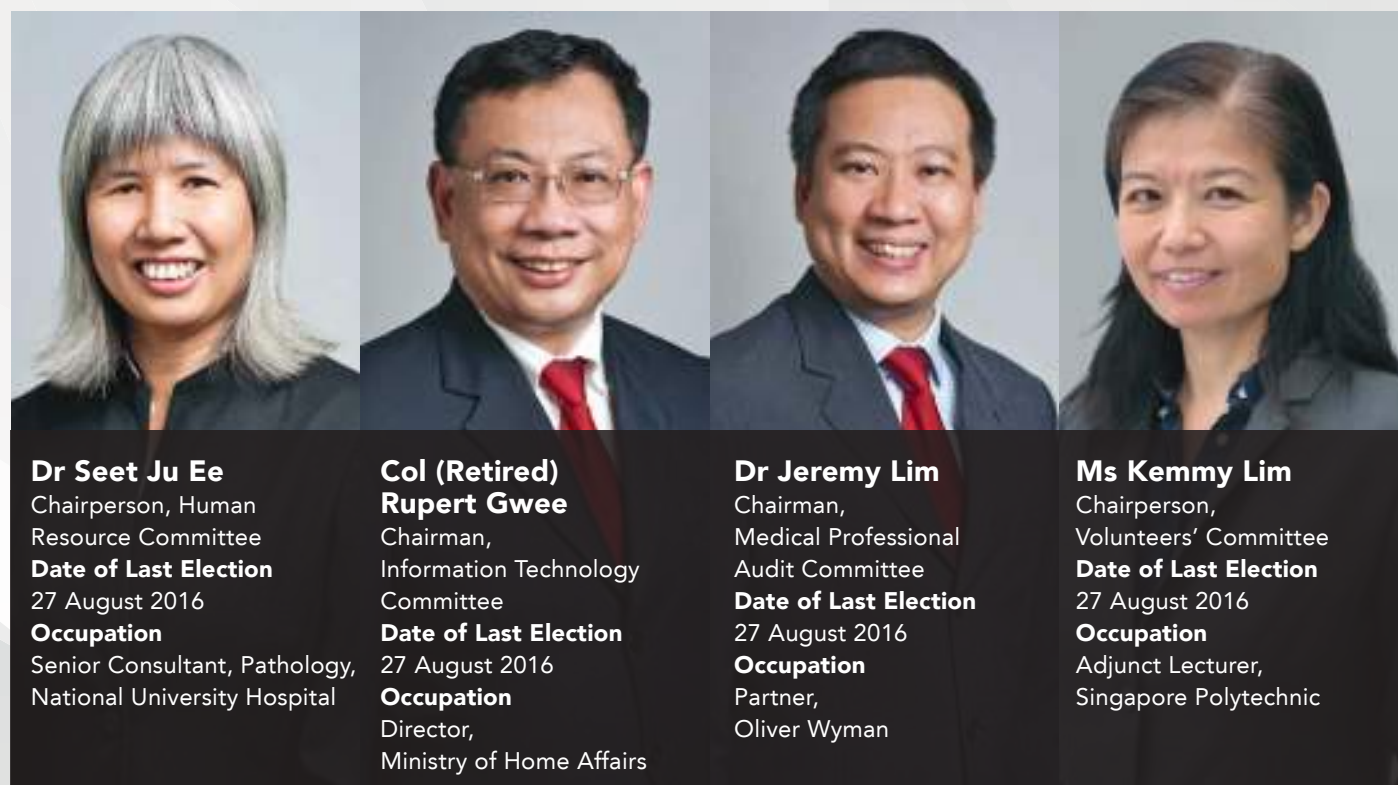 Dr Seet Ju Ee
Chairperson, Human
Resource Committee
Date of Last Election
27 August 2016
Occupation
Senior Consultant, Pathology,
National University Hospital
Col (Retired)
Rupert Gwee
Chairman,
Information Technology
Committee
Date of Last Election
27 August 2016
Occupation
Director,
Ministry of Home Affairs
Dr Jeremy Lim
Chairman,
Medical Professional
Audit Committee
Date of Last Election
27 August 2016
Occupation
Partner,
Oliver Wyman
Ms Kemmy Lim
Chairperson,
Volunteers’ Committee
Date of Last Election
27 August 2016
Occupation
Adjunct Lecturer,
Singapore Polytechnic